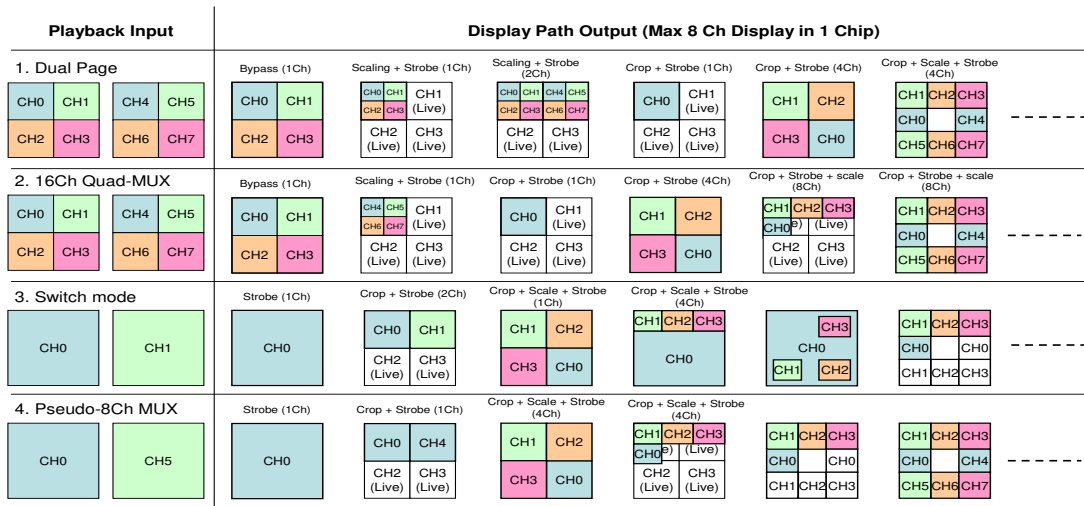 Playback Input
Display Path Output (Max 8 Ch Display in 1 Chip)
1. Dual Page
CH0 CH1 CH4 CH5
CH2 CH3 CH6 CH7
Bypass (1Ch)
CH0 CH1
CH2 CH3
Scaling + Strobe (1Ch)
CH0 CH1 CH1
CH2 CH3 (Live)
CH2 CH3
(Live) (Live)
Scaling + Strobe
(2Ch)
CH0 CH1 CH4 CH5
CH2 CH3 CH6 CH7
CH2 CH3
(Live) (Live)
Crop + Strobe (1Ch)
CH0 CH1
(Live)
CH2 CH3
(Live) (Live)
Crop + Strobe (4Ch)
CH1 CH2
CH3 CH0
Crop + Scale + Strobe
(4Ch)
CH1 CH2 CH3
CH0 CH4
CH5 CH6 CH7
2. 16Ch Quad-MUX
CH0 CH1 CH4 CH5
CH2 CH3 CH6 CH7
Bypass (1Ch)
CH0 CH1
CH2 CH3
Scaling + Strobe (1Ch)
CH4 CH5 CH1
CH6 CH7 (Live)
CH2 CH3
(Live) (Live)
Crop + Strobe (1Ch)
CH0 CH1
(Live)
CH2 CH3
(Live) (Live)
Crop + Strobe (4Ch)
CH1 CH2
CH3 CH0
Crop + Strobe + scale
(8Ch)
CH1 CH2 CH3
CH0 e) (Live)
CH2 CH3
(Live) (Live)
Crop + Strobe + scale
(8Ch)
CH1 CH2 CH3
CH0 CH4
CH5 CH6 CH7
3. Switch mode
CH0 CH1
Strobe (1Ch)
CH0
Crop + Strobe (2Ch)
CH0 CH1
CH2 CH3
(Live) (Live)
Crop + Scale + Strobe
(1Ch)
CH1 CH2
CH3 CH0
Crop + Scale + Strobe
(4Ch)
CH1 CH2 CH3
CH0
CH3
CH0
CH1 CH2
CH1 CH2 CH3
CH0 CH0
CH1 CH2 CH3
4. Pseudo-8Ch MUX
CH0 CH5
Strobe (1Ch)
CH0
Crop + Strobe (1Ch)
CH0 CH4
CH2 CH3
(Live) (Live)
Crop + Scale + Strobe
(4Ch)
CH1 CH2
CH3 CH0
Crop + Scale + Strobe
(4Ch)
CH1 CH2 CH3
CH0 e) (Live)
CH2 CH3
(Live) (Live)
CH1 CH2 CH3
CH0 CH0
CH1 CH2 CH3
CH1 CH2 CH3
CH0 CH4
CH5 CH6 CH7